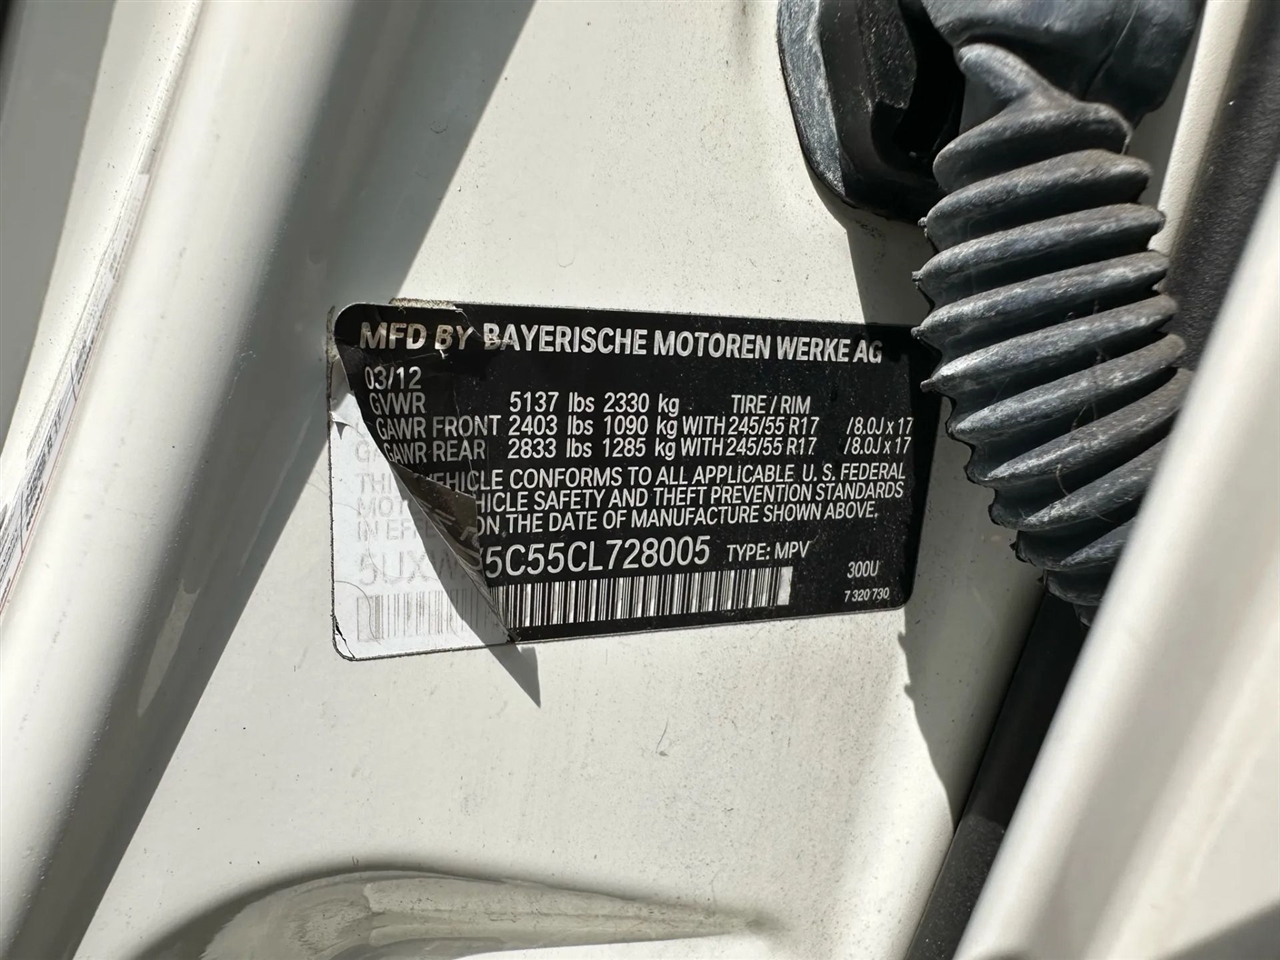 MFD BY BAYERISCHE MOTOREN WERKE AG
03/12
GVWR 5137 lbs 2330 kg TIRE / RIM
GAWR FRONT 2403 lbs 1090 kg WITH 245/55 R17 /8.0J x 17
GAWR REAR 2833 lbs 1285 kg WITH 245/55 R17 /8.0J x 17
VEHICLE CONFORMS TO ALL APPLICABLE U. S. FEDERAL
VEHICLE SAFETY AND THEFT PREVENTION STANDARDS
IN EFFECT ON THE DATE OF MANUFACTURE SHOWN ABOVE.
5C55CL728005 TYPE: MPV
300U
7 320 730